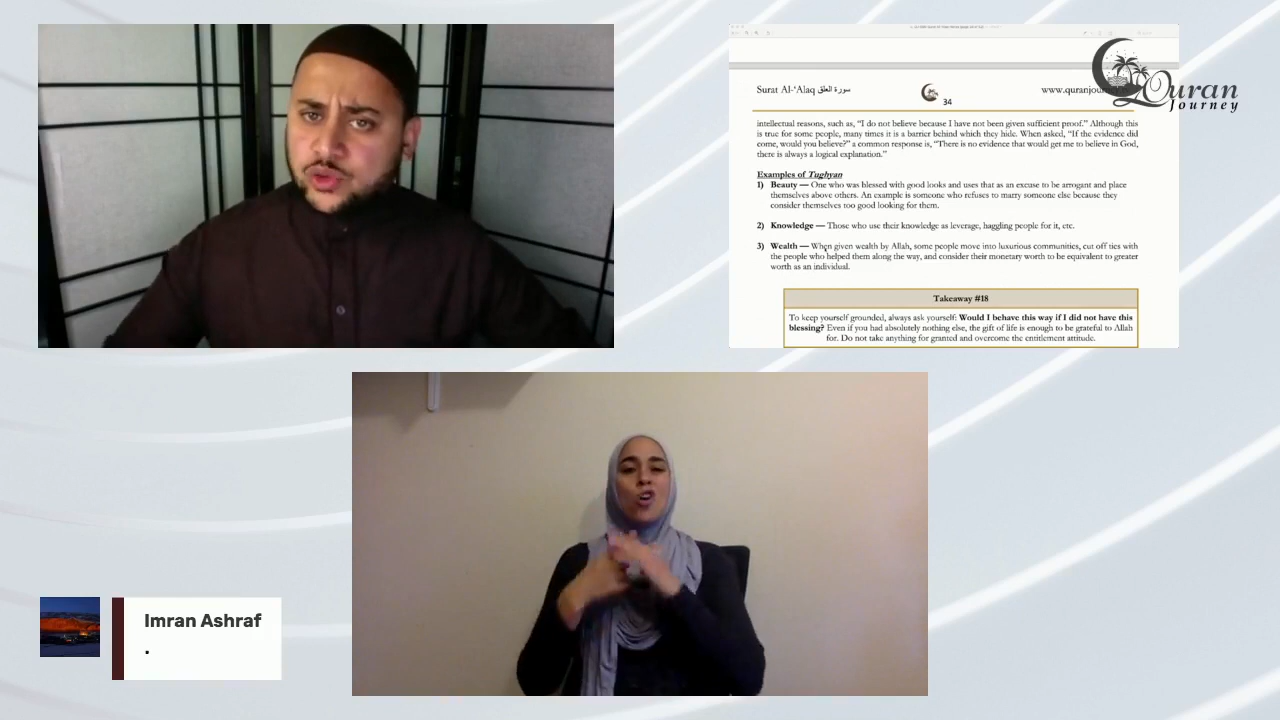 Surat Al-‘Alaq سورة العلق
34
www.quranjour
Quran
Journey
intellectual reasons, such as, “I do not believe because I have not been given sufficient proof.” Although this
is true for some people, many times it is a barrier behind which they hide. When asked, “If the evidence did
come, would you believe?” a common response is, “There is no evidence that would get me to believe in God,
there is always a logical explanation.”
Examples of Tughyan
1) Beauty — One who was blessed with good looks and uses that as an excuse to be arrogant and place
themselves above others. An example is someone who refuses to marry someone else because they
consider themselves too good looking for them.
2) Knowledge — Those who use their knowledge as leverage, haggling people for it, etc.
3) Wealth — When given wealth by Allah, some people move into luxurious communities, cut off ties with
the people who helped them along the way, and consider their monetary worth to be equivalent to greater
worth as an individual.
Takeaway #18
To keep yourself grounded, always ask yourself: Would I behave this way if I did not have this
blessing? Even if you had absolutely nothing else, the gift of life is enough to be grateful to Allah
for. Do not take anything for granted and overcome the entitlement attitude.
Imran Ashraf
.